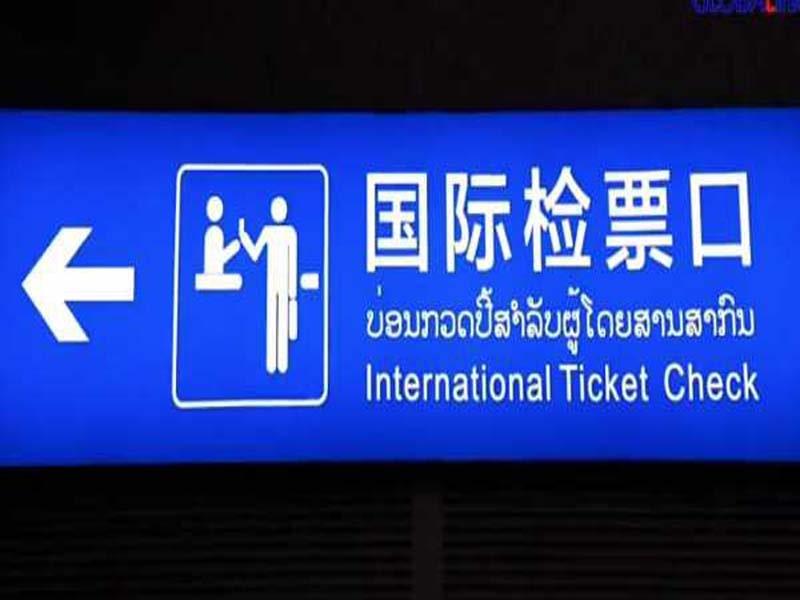 国际检票口
ບ່ອນກວດປີ້ສຳລັບຜູ້ໂດຍສານສາກົນ
International Ticket Check